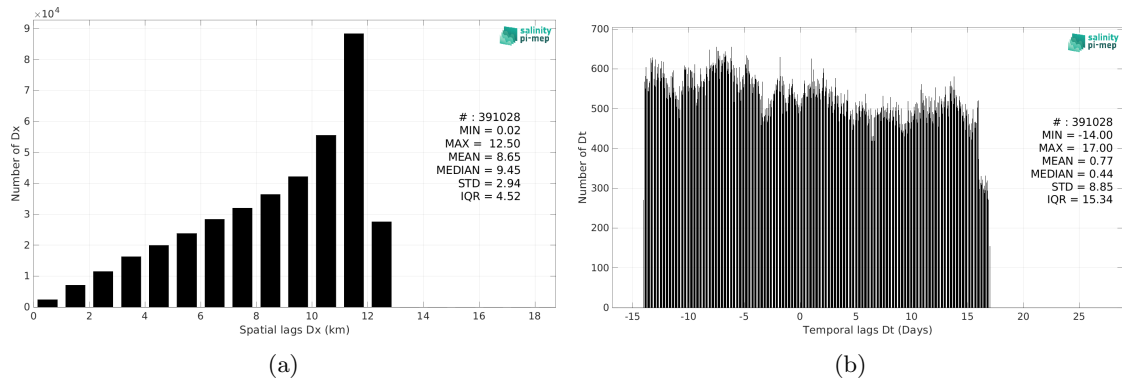 ×10⁴
9
8
7
6
5
4
3
2
1
0
Number of Dx
salinity
pi-mep
# : 391028
MIN = 0.02
MAX = 12.50
MEAN = 8.65
MEDIAN = 9.45
STD = 2.94
IQR = 4.52
0 2 4 6 8 10 12 14 16 18
Spatial lags Dx (km)
(a)
700
600
500
400
300
200
100
0
Number of Dt
salinity
pi-mep
# : 391028
MIN = -14.00
MAX = 17.00
MEAN = 0.77
MEDIAN = 0.44
STD = 8.85
IQR = 15.34
-15 -10 -5 0 5 10 15 20 25
Temporal lags Dt (Days)
(b)